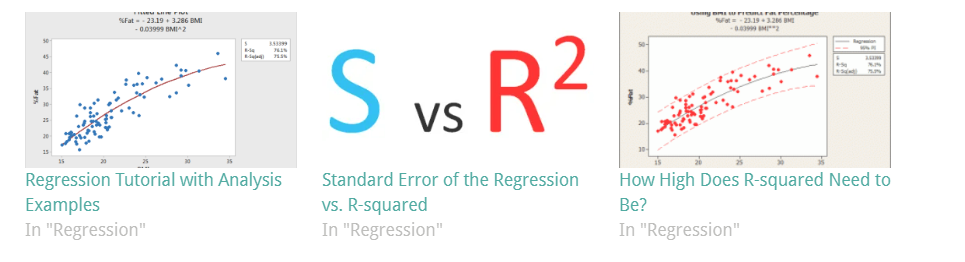 Fitted Line Plot
%Fat = - 23.19 + 3.286 BMI
- 0.03999 BMI^2
S 3.53399
R-Sq 76.1%
R-Sq(adj) 75.5%
50
45
40
35
30
25
20
15
%Fat
15 20 25 30 35
S vs R2
Using BMI to Predict Fat Percentage
%Fat = - 23.19 + 3.286 BMI
- 0.03999 BMI**2
Regression
95% PI
S 3.53399
R-Sq 76.1%
R-Sq(adj) 75.5%
50
40
30
20
10
%Fat
15 20 25 30 35
Regression Tutorial with Analysis
Examples
In "Regression"
Standard Error of the Regression
vs. R-squared
In "Regression"
How High Does R-squared Need to
Be?
In "Regression"